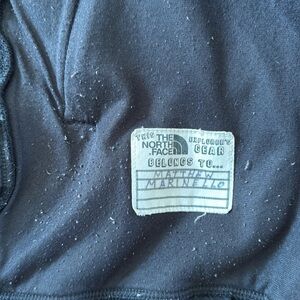 THIS THE NORTH FACE EXPLORER'S GEAR
BELONGS TO...
MATTHEW
MARINELLO